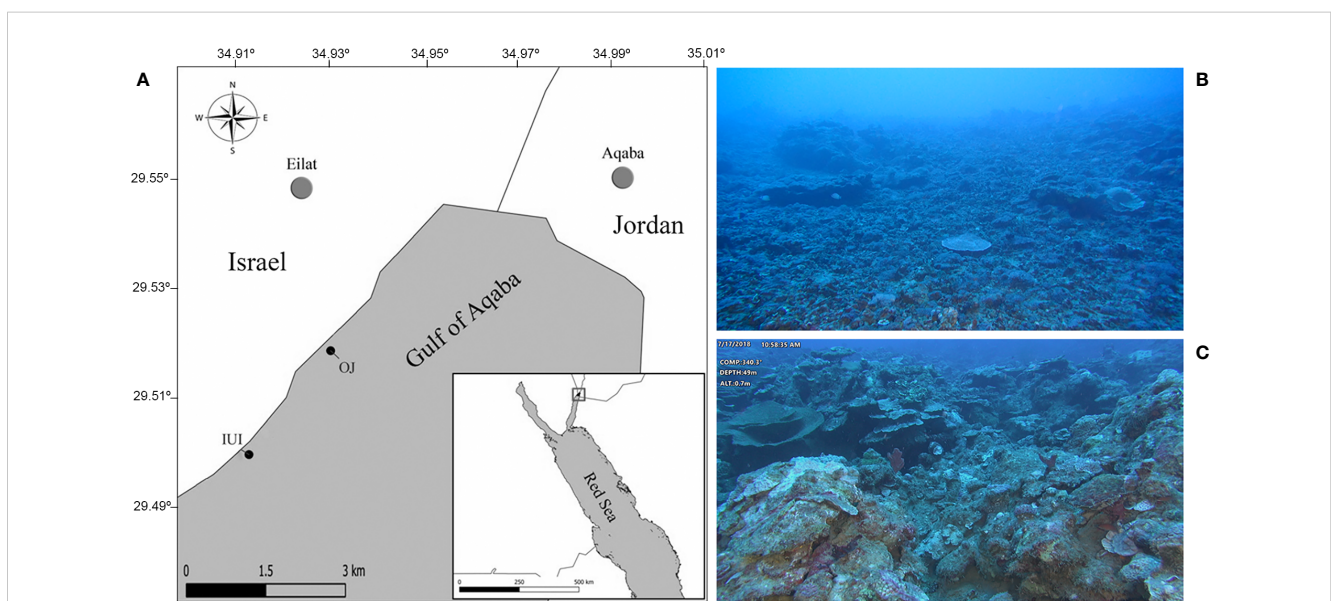 34.91° 34.93° 34.95° 34.97° 34.99° 35.01°
A
N
W E
S
Eilat
Aqaba
29.55°
Jordan
Israel
29.53°
Gulf of Aqaba
OJ
29.51°
IUI
29.49°
0 1.5 3 km
Red Sea
0 250 500 km
B
C
7/17/2018 10:58:35 AM
COMP:340.3°
DEPTH:49m
ALT:0.7m